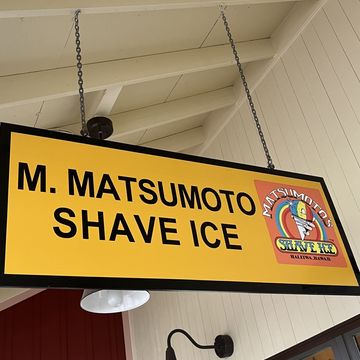 M. MATSUMOTO
SHAVE ICE
MATSUMOTO'S
SHAVE ICE
HALEIWA, HAWAII